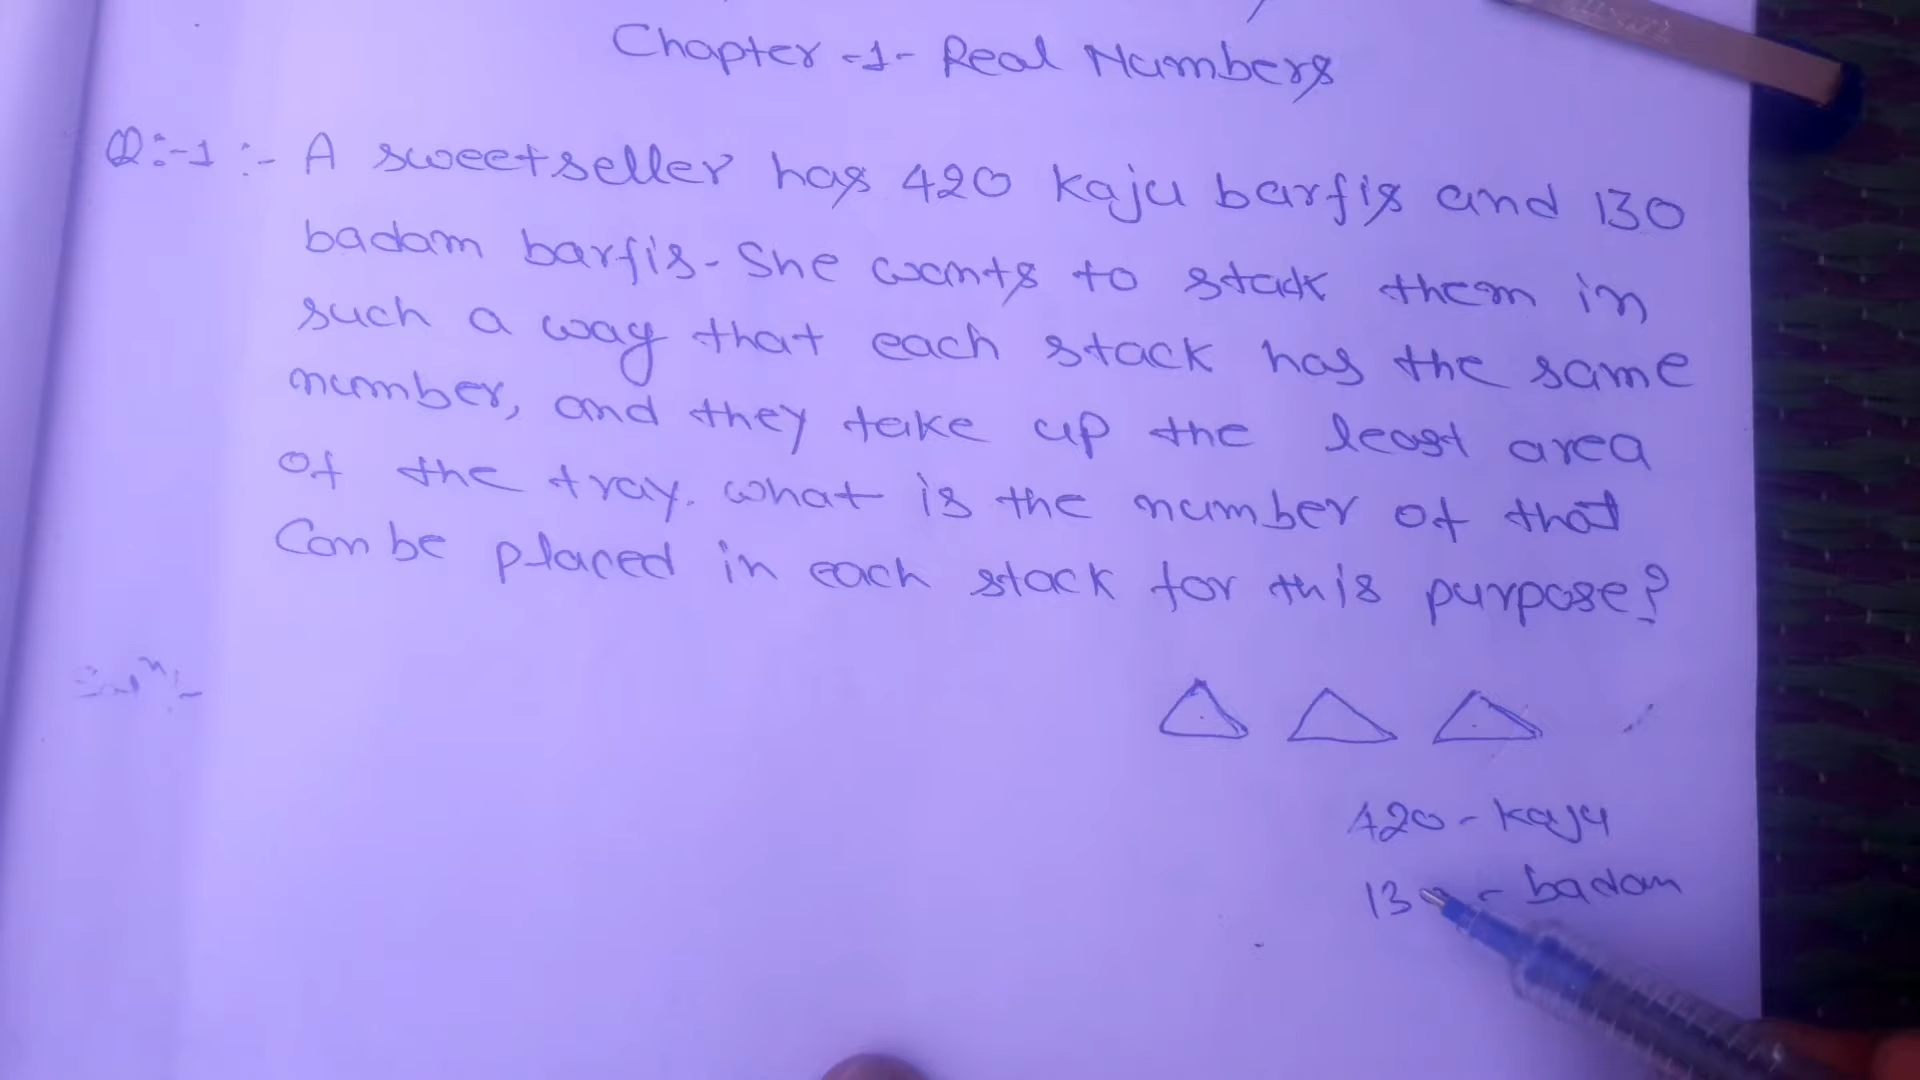 Chapter -1- Real Numbers
Q:-1:- A sweetseller has 420 kaju barfis and 130
badam barfis. She wants to stack them in
such a way that each stack has the same
number, and they take up the least area
of the tray. what is the number of that
Can be placed in each stack for this purpose?
Solⁿ:-
420 - kaju
130 - badam